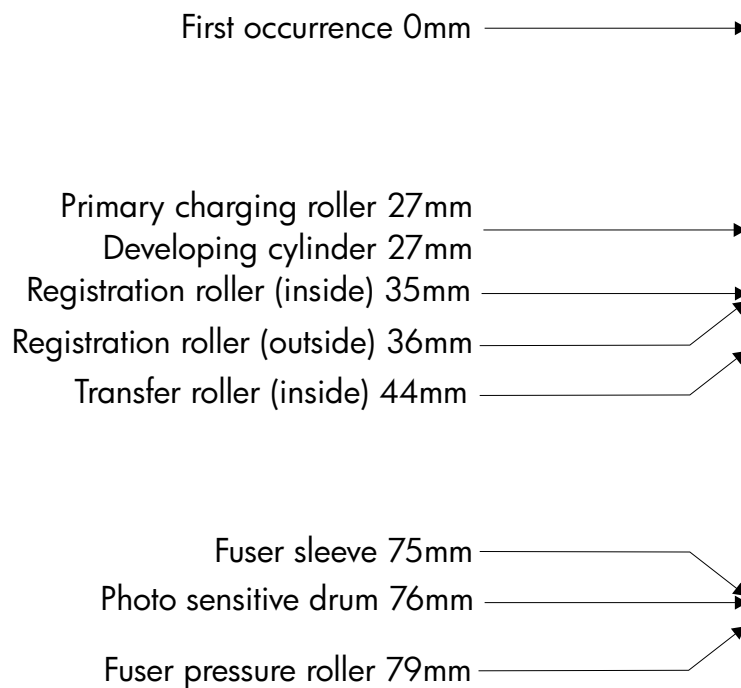 First occurrence 0mm
Primary charging roller 27mm
Developing cylinder 27mm
Registration roller (inside) 35mm
Registration roller (outside) 36mm
Transfer roller (inside) 44mm
Fuser sleeve 75mm
Photo sensitive drum 76mm
Fuser pressure roller 79mm